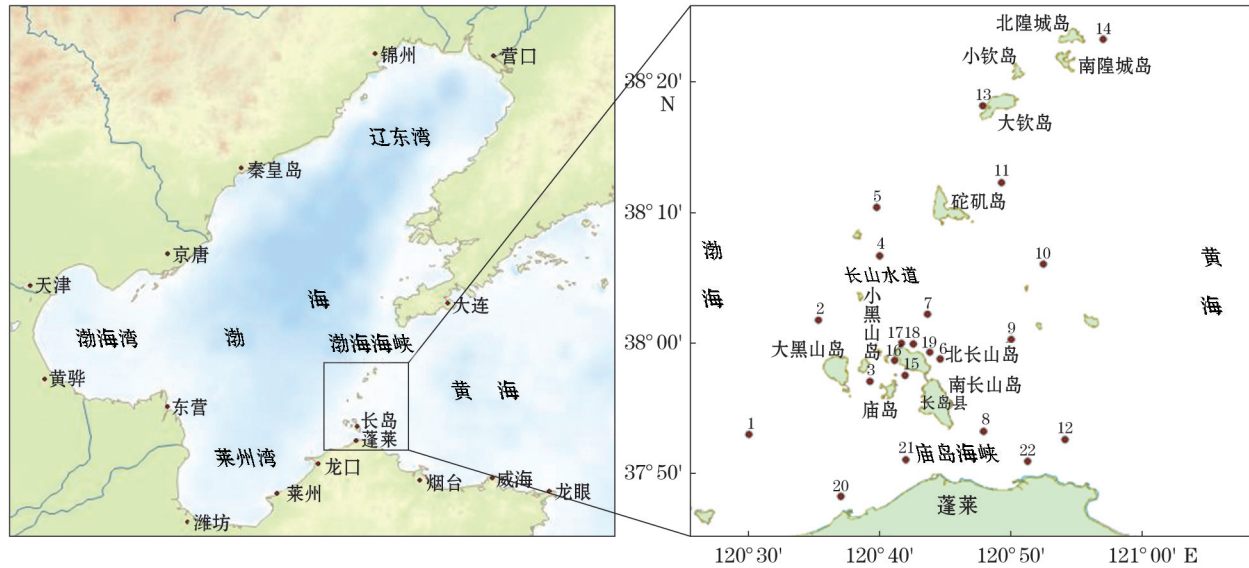 锦州
营口
辽东湾
秦皇岛
京唐
天津
海
大连
渤海湾
渤
渤海海峡
黄骅
黄 海
东营
长岛
蓬莱
莱州湾
龙口
烟台
威海
龙眼
莱州
潍坊
北隍城岛
14
小钦岛
南隍城岛
38°20′
N
13
大钦岛
11
5
砣矶岛
38°10′
4
10
渤
海
黄
海
长山水道
小黑山岛
2
7
9
38°00′
17
18
19
6
北长山岛
大黑山岛
16
15
3
南长山岛
长岛县
庙岛
1
8
12
21
庙岛海峡
22
37°50′
20
蓬莱
120°30′
120°40′
120°50′
121°00′ E